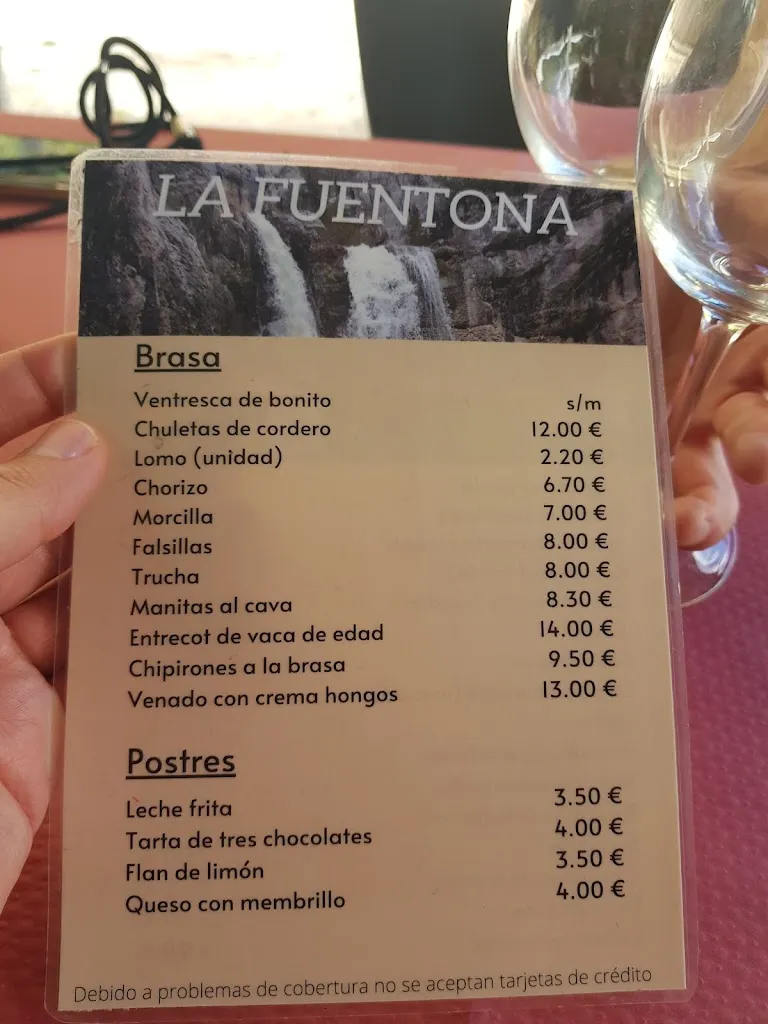 LA FUENTONA
Brasa
Ventresca de bonito s/m
Chuletas de cordero 12.00 €
Lomo (unidad) 2.20 €
Chorizo 6.70 €
Morcilla 7.00 €
Falsillas 8.00 €
Trucha 8.00 €
Manitas al cava 8.30 €
Entrecot de vaca de edad 14.00 €
Chipirones a la brasa 9.50 €
Venado con crema hongos 13.00 €
Postres
Leche frita 3.50 €
Tarta de tres chocolates 4.00 €
Flan de limón 3.50 €
Queso con membrillo 4.00 €
Debido a problemas de cobertura no se aceptan tarjetas de crédito